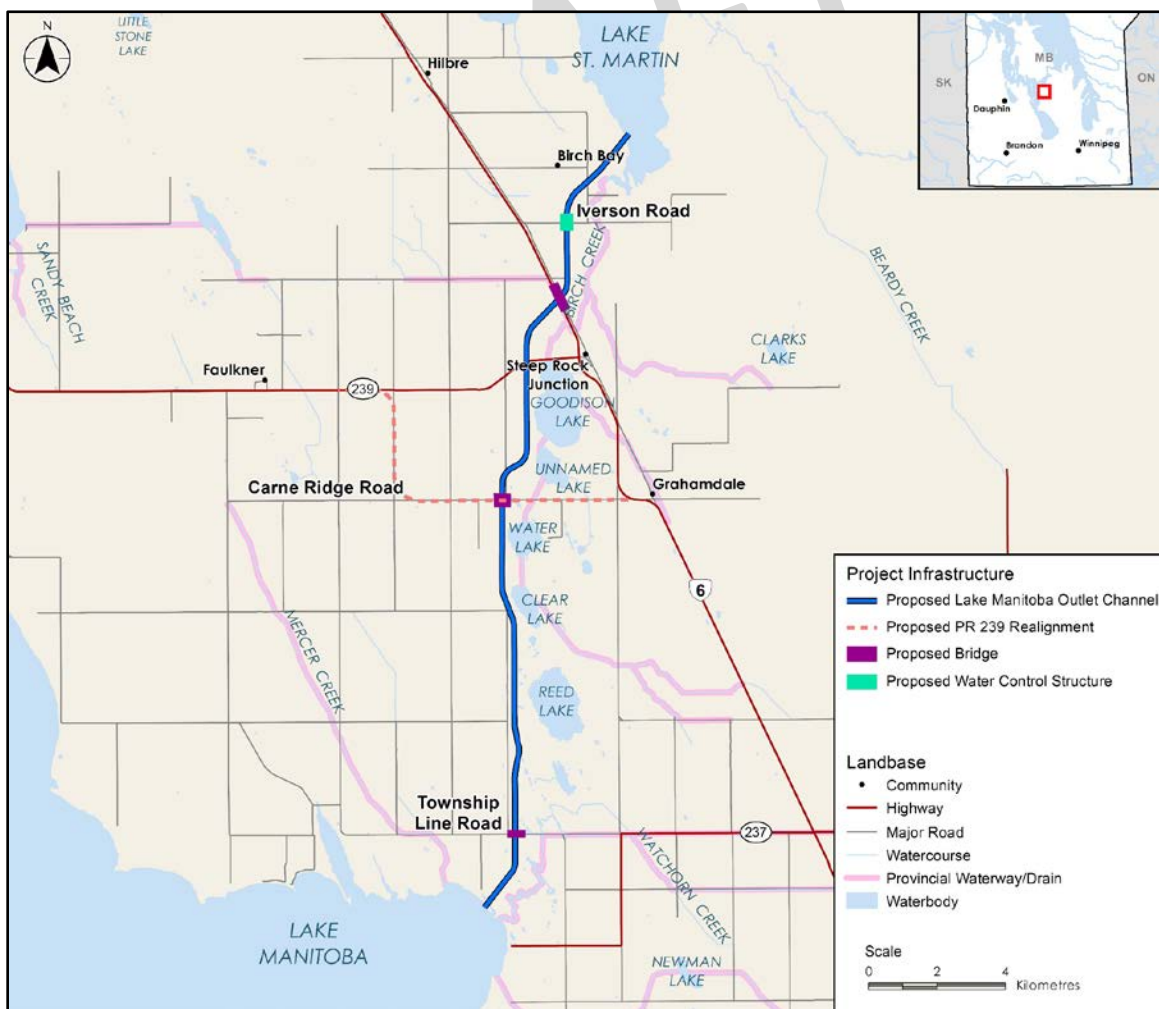 N
LITTLE
STONE
LAKE
LAKE
ST. MARTIN
Hilbre
Birch Bay
Iverson Road
SANDY BEACH
CREEK
BIRCH CREEK
BEARDY CREEK
CLARKS
LAKE
Faulkner
239
Steep Rock
Junction
GOODISON
LAKE
UNNAMED
LAKE
Carne Ridge Road
Grahamdale
WATER
LAKE
CLEAR
LAKE
6
MERCER CREEK
REED
LAKE
Township
Line Road
237
WATCHORN CREEK
LAKE
MANITOBA
NEWMAN
LAKE
SK
MB
ON
Dauphin
Brandon
Winnipeg
Project Infrastructure
Proposed Lake Manitoba Outlet Channel
Proposed PR 239 Realignment
Proposed Bridge
Proposed Water Control Structure
Landbase
Community
Highway
Major Road
Watercourse
Provincial Waterway/Drain
Waterbody
Scale
0 2 4
Kilometres